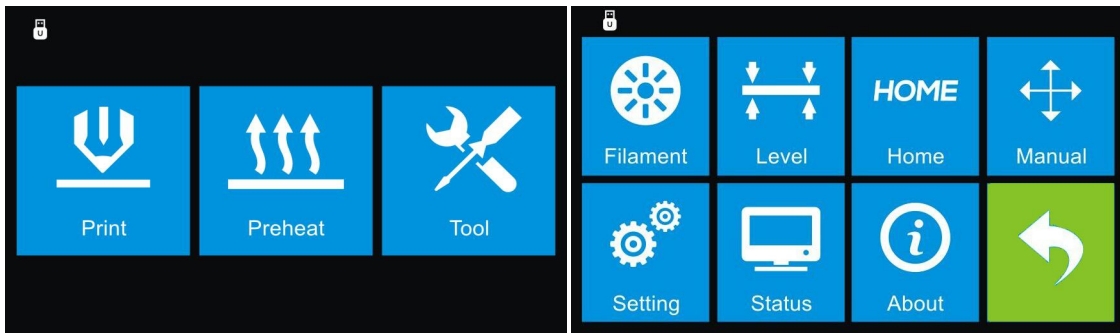 U
Print Preheat Tool
U
Filament Level HOME Home Manual
Setting Status About